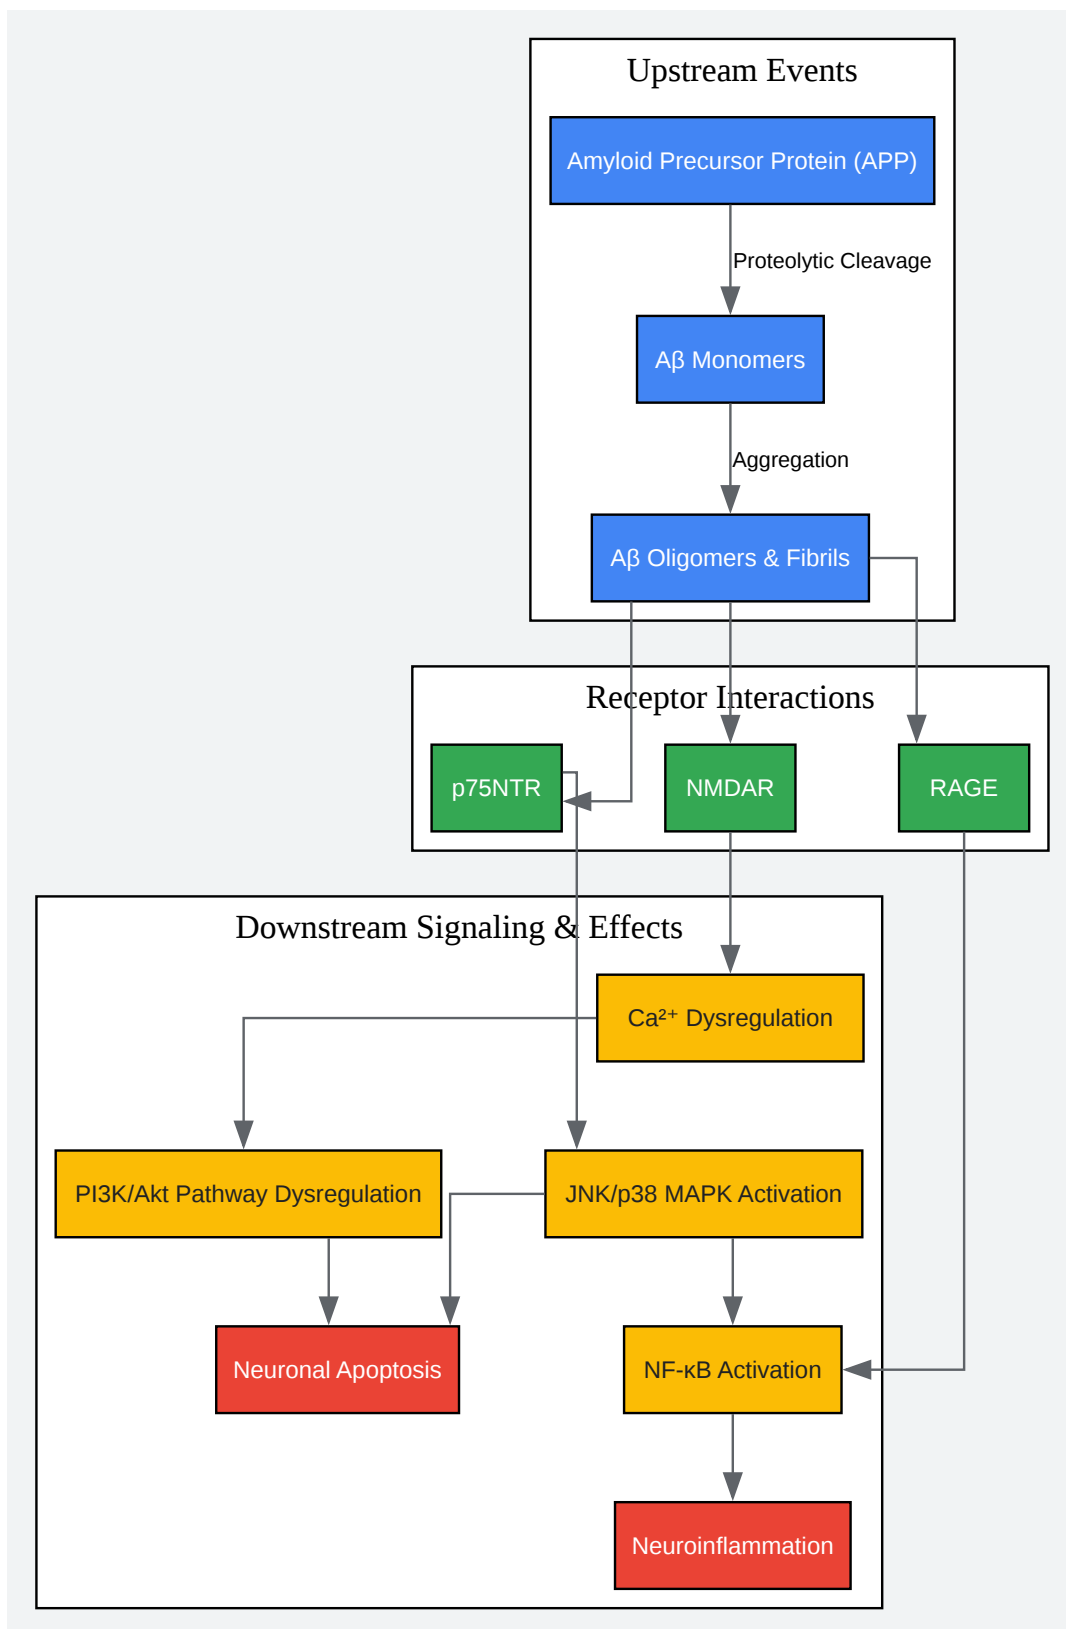 Upstream Events
Amyloid Precursor Protein (APP)
Proteolytic Cleavage
Aβ Monomers
Aggregation
Aβ Oligomers & Fibrils
Receptor Interactions
p75NTR
NMDAR
RAGE
Downstream Signaling & Effects
Ca²⁺ Dysregulation
PI3K/Akt Pathway Dysregulation
JNK/p38 MAPK Activation
Neuronal Apoptosis
NF-κB Activation
Neuroinflammation